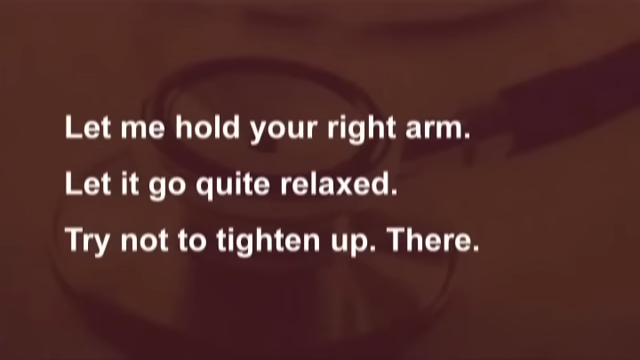 Let me hold your right arm.
Let it go quite relaxed.
Try not to tighten up. There.